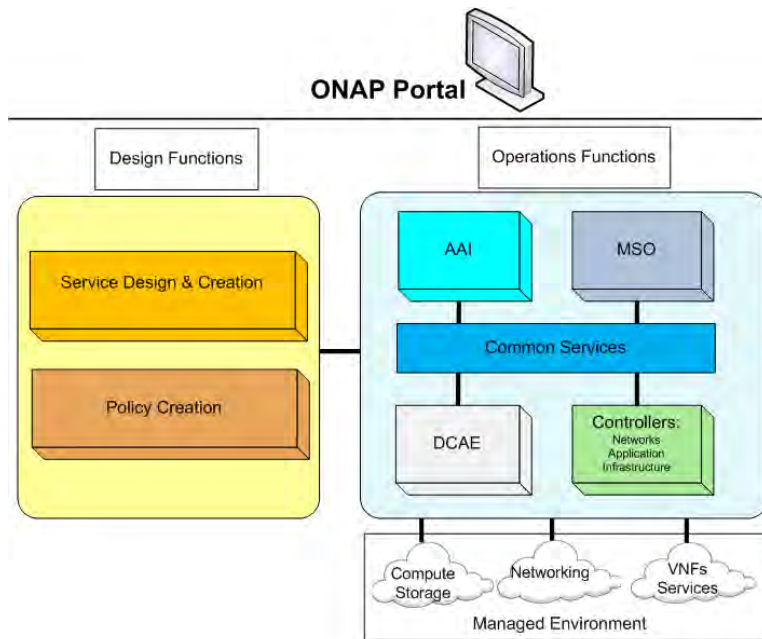 ONAP Portal
Design Functions
Operations Functions
Service Design & Creation
Policy Creation
AAI
MSO
Common Services
DCAE
Controllers:
Networks
Application
Infrastructure
Compute
Storage
Networking
VNFs
Services
Managed Environment